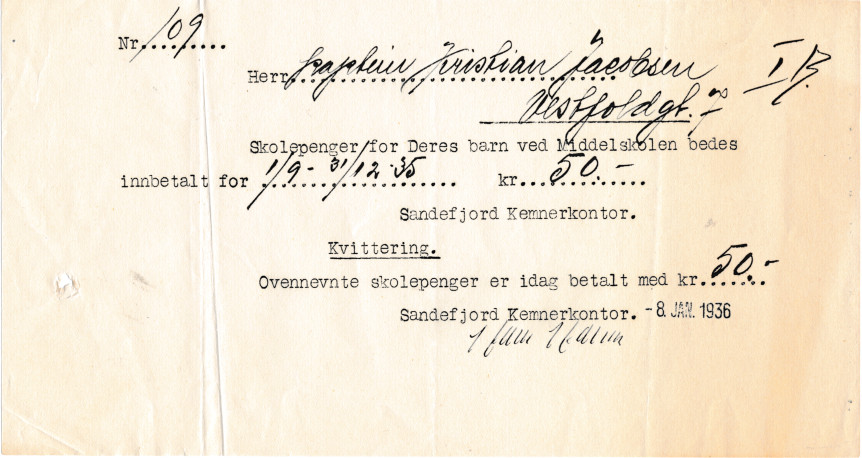 Nr. 109
Herr Kaptein Kristian Jacobsen I B.
Vestfoldgt. 7
Skolepenger for Deres barn ved Middelskolen bedes
innbetalt for 1/9 - 31/12-35 kr. 50.-
Sandefjord Kemnerkontor.
Kvittering.
Ovennevnte skolepenger er idag betalt med kr. 50.-
Sandefjord Kemnerkontor. -8. JAN. 1936